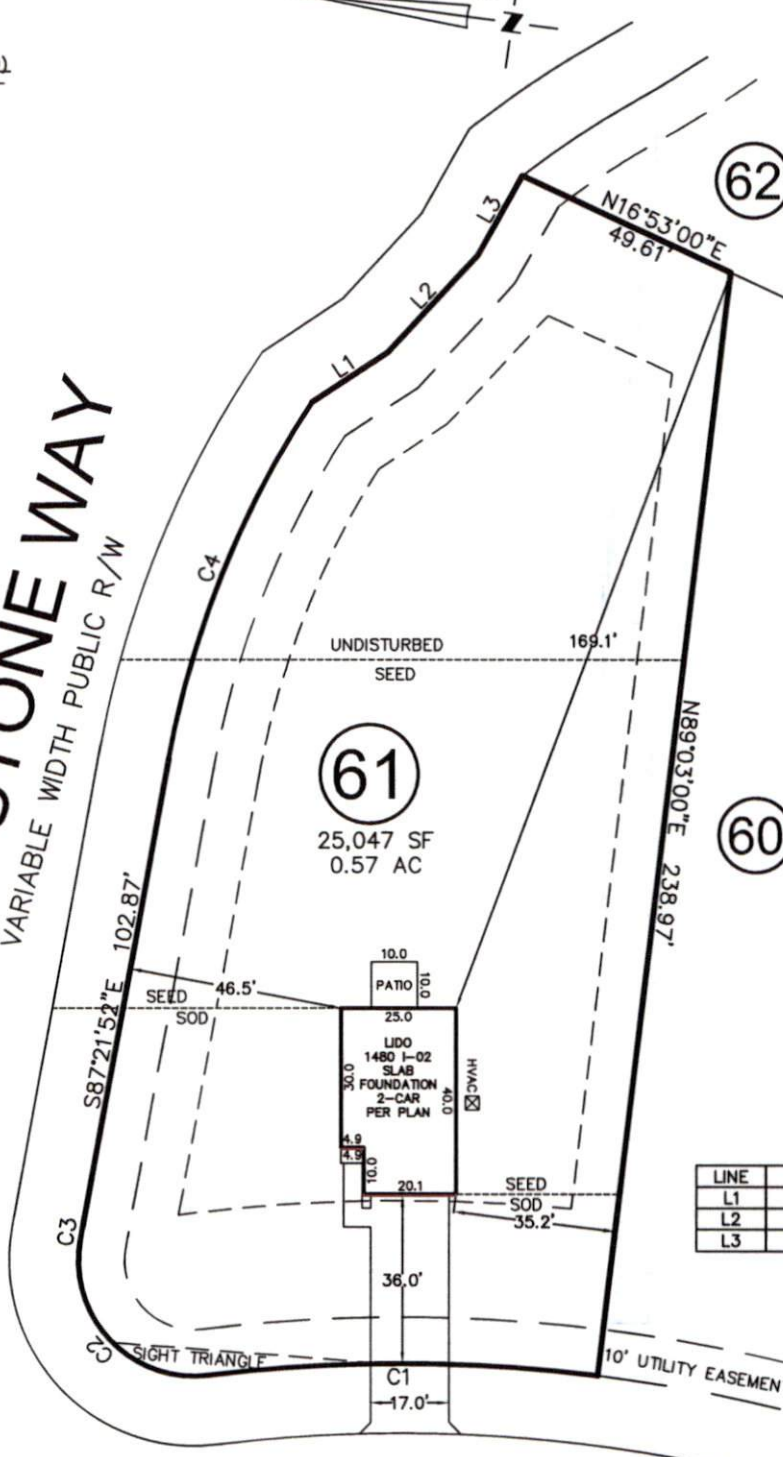 Z
62
N16°53'00"E
49.61'
L3
L2
L1
C4
STONE WAY
VARIABLE WIDTH PUBLIC R/W
UNDISTURBED
169.1'
SEED
61
25,047 SF
0.57 AC
N89°03'00"E 238.97'
60
S87°21'52"E 102.87'
10.0
PATIO
10.0
SEED
46.5'
SOD
25.0
LIDO
1480 I-02
SLAB
FOUNDATION
2-CAR
PER PLAN
30.0
40.0
HVAC
4.9
4.9
10.0
20.1
SEED
SOD
35.2'
LINE
L1
L2
L3
C3
36.0'
C2
SIGHT TRIANGLE
C1
10' UTILITY EASEMEN
17.0'